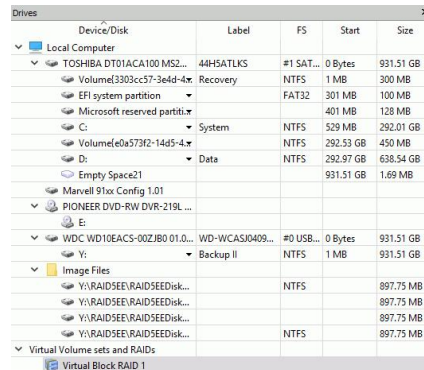 Drives
Device/Disk Label FS Start Size
Local Computer
TOSHIBA DT01ACA100 MS2... 44H5ATLKS #1 SAT... 0 Bytes 931.51 GB
Volume{3303cc57-3e4d-4... Recovery NTFS 1 MB 300 MB
EFI system partition FAT32 301 MB 100 MB
Microsoft reserved partiti... 401 MB 128 MB
C: System NTFS 529 MB 292.01 GB
Volume{e0a573f2-14d5-4... NTFS 292.53 GB 450 MB
D: Data NTFS 292.97 GB 638.54 GB
Empty Space21 931.51 GB 1.69 MB
Marvell 91xx Config 1.01
PIONEER DVD-RW DVR-219L ...
E:
WDC WD10EACS-00ZJB0 01.0... WD-WCASJ0409... #0 USB... 0 Bytes 931.51 GB
Y: Backup II NTFS 1 MB 931.51 GB
Image Files
Y:\RAID5EE\RAID5EEDisk... NTFS 897.75 MB
Y:\RAID5EE\RAID5EEDisk... 897.75 MB
Y:\RAID5EE\RAID5EEDisk... 897.75 MB
Y:\RAID5EE\RAID5EEDisk... NTFS 897.75 MB
Virtual Volume sets and RAIDs
Virtual Block RAID 1